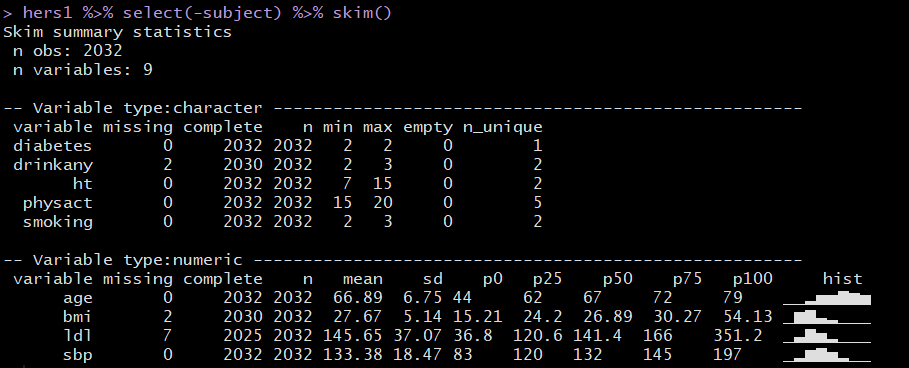 > hers1 %>% select(-subject) %>% skim()
Skim summary statistics
 n obs: 2032
 n variables: 9

-- Variable type:character -----------------------------------------------------
 variable missing complete    n min max empty n_unique
 diabetes       0     2032 2032   2   2     0        1
 drinkany       2     2030 2032   2   3     0        2
       ht       0     2032 2032   7  15     0        2
  physact       0     2032 2032  15  20     0        5
  smoking       0     2032 2032   2   3     0        2

-- Variable type:numeric -------------------------------------------------------
 variable missing complete    n   mean    sd    p0    p25    p50    p75   p100     hist
      age       0     2032 2032  66.89  6.75 44     62     67     72     79
      bmi       2     2030 2032  27.67  5.14 15.21  24.2   26.89  30.27  54.13
      ldl       7     2025 2032 145.65 37.07 36.8  120.6  141.4  166    351.2
      sbp       0     2032 2032 133.38 18.47 83    120    132    145    197